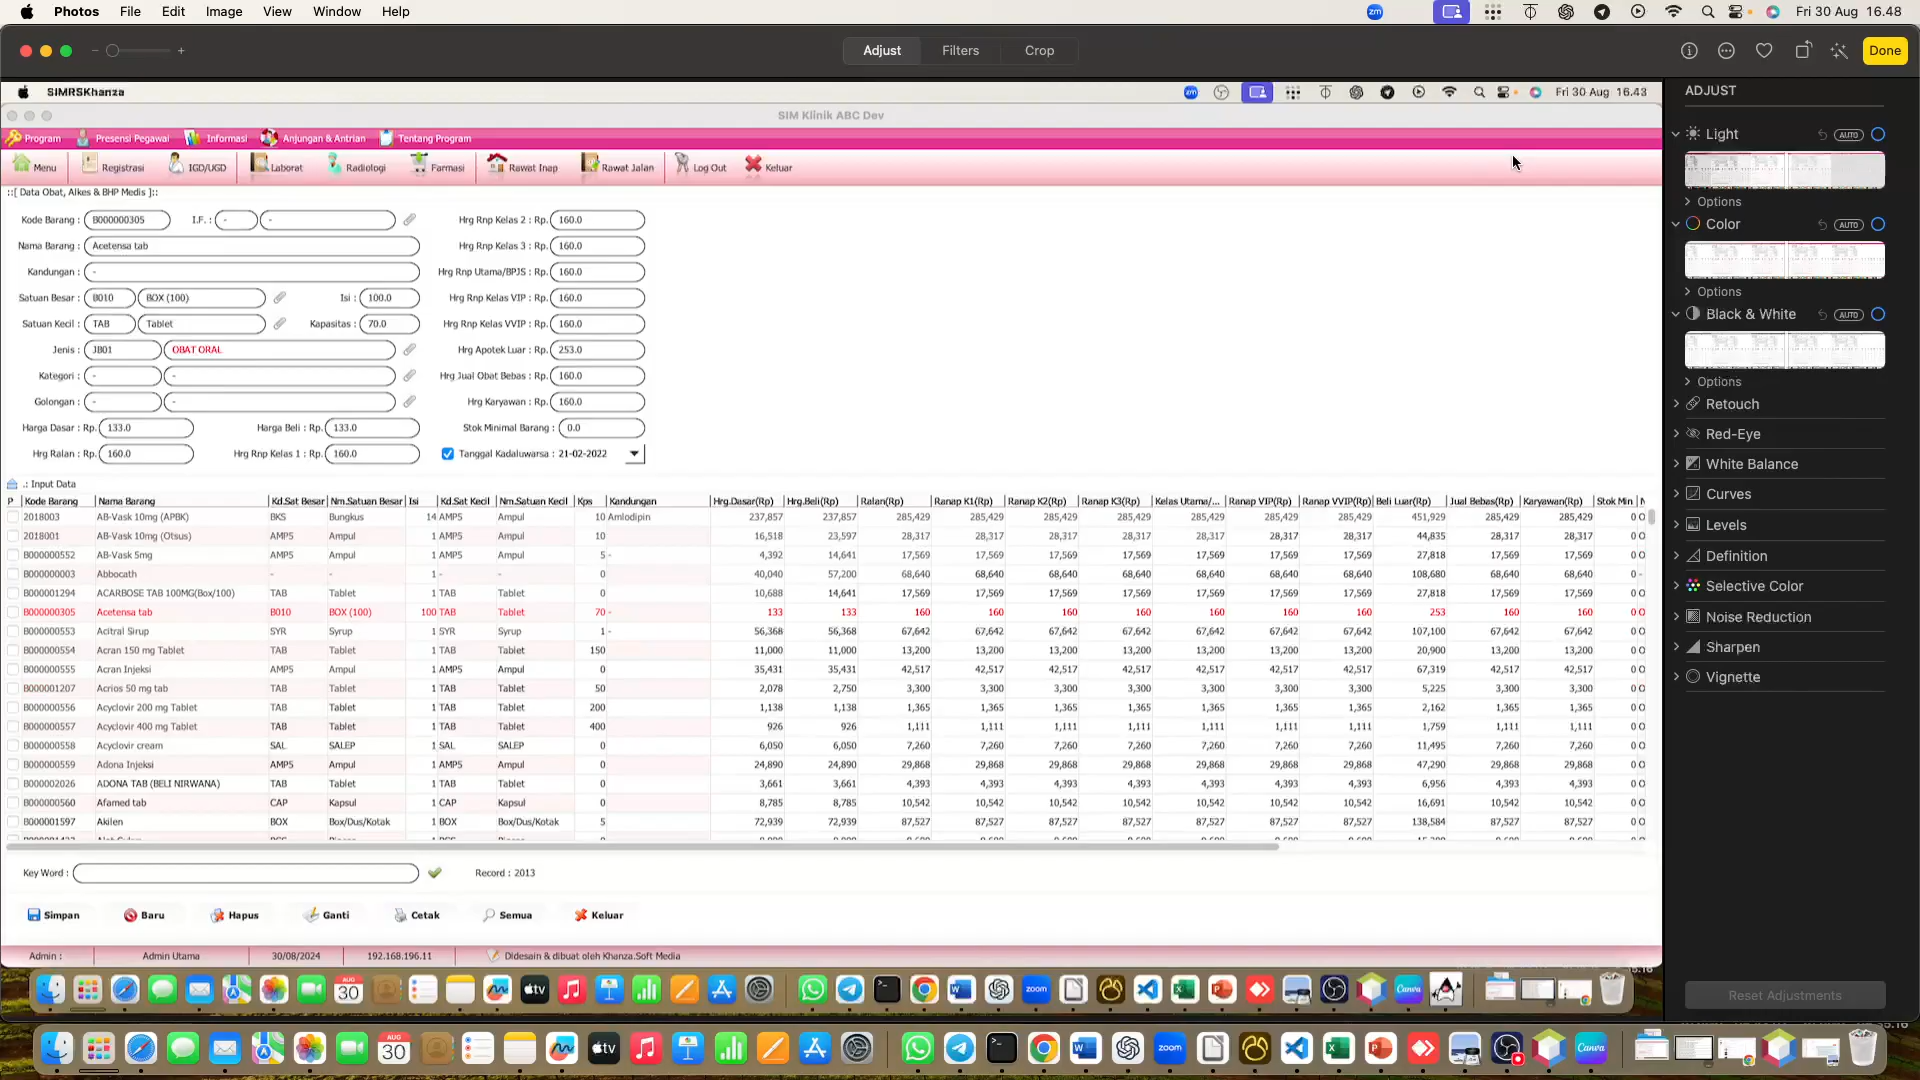 Photos File Edit Image View Window Help
Fri 30 Aug 16.48
Adjust Filters Crop
Done
SIMRSKhanza
Fri 30 Aug 16.43
SIM Klinik ABC Dev
Program Presensi Pegawai Informasi Anjungan & Antrian Tentang Program
Menu Registrasi IGD/UGD Laborat Radiologi Farmasi Rawat Inap Rawat Jalan Log Out Keluar
::[ Data Obat, Alkes & BHP Medis ]::
Kode Barang : B000000305 I.F. : - - Hrg Rnp Kelas 2 : Rp. 160.0
Nama Barang : Acetensa tab Hrg Rnp Kelas 3 : Rp. 160.0
Kandungan : - Hrg Rnp Utama/BPJS : Rp. 160.0
Satuan Besar : B010 BOX (100) Isi : 100.0 Hrg Rnp Kelas VIP : Rp. 160.0
Satuan Kecil : TAB Tablet Kapasitas : 70.0 Hrg Rnp Kelas VVIP : Rp. 160.0
Jenis : JB01 OBAT ORAL Hrg Apotek Luar : Rp. 253.0
Kategori : - - Hrg Jual Obat Bebas : Rp. 160.0
Golongan : - - Hrg Karyawan : Rp. 160.0
Harga Dasar : Rp. 133.0 Harga Beli : Rp. 133.0 Stok Minimal Barang : 0.0
Hrg Ralan : Rp. 160.0 Hrg Rnp Kelas 1 : Rp. 160.0 Tanggal Kadaluwarsa : 21-02-2022
.: Input Data
P Kode Barang Nama Barang Kd.Sat Besar Nm.Satuan Besar Isi Kd.Sat Kecil Nm.Satuan Kecil Kps Kandungan Hrg.Dasar(Rp) Hrg.Beli(Rp) Ralan(Rp) Ranap K1(Rp) Ranap K2(Rp) Ranap K3(Rp) Kelas Utama/... Ranap VIP(Rp) Ranap VVIP(Rp) Beli Luar(Rp) Jual Bebas(Rp) Karyawan(Rp) Stok Min N
2018003 AB-Vask 10mg (APBK) BKS Bungkus 14 AMP5 Ampul 10 Amlodipin 237,857 237,857 285,429 285,429 285,429 285,429 285,429 285,429 285,429 451,929 285,429 285,429 0 O
2018001 AB-Vask 10mg (Otsus) AMP5 Ampul 1 AMP5 Ampul 10 16,518 23,597 28,317 28,317 28,317 28,317 28,317 28,317 28,317 44,835 28,317 28,317 0 O
B000000552 AB-Vask 5mg AMP5 Ampul 1 AMP5 Ampul 5 - 4,392 14,641 17,569 17,569 17,569 17,569 17,569 17,569 17,569 27,818 17,569 17,569 0 O
B000000003 Abbocath - - 1 - - 0 40,040 57,200 68,640 68,640 68,640 68,640 68,640 68,640 68,640 108,680 68,640 68,640 0 -
B000001294 ACARBOSE TAB 100MG(Box/100) TAB Tablet 1 TAB Tablet 0 10,688 14,641 17,569 17,569 17,569 17,569 17,569 17,569 17,569 27,818 17,569 17,569 0 O
B000000305 Acetensa tab B010 BOX (100) 100 TAB Tablet 70 - 133 133 160 160 160 160 160 160 160 253 160 160 0 O
B000000553 Acitral Sirup SYR Syrup 1 SYR Syrup 1 - 56,368 56,368 67,642 67,642 67,642 67,642 67,642 67,642 67,642 107,100 67,642 67,642 0 O
B000000554 Acran 150 mg Tablet TAB Tablet 1 TAB Tablet 150 11,000 11,000 13,200 13,200 13,200 13,200 13,200 13,200 13,200 20,900 13,200 13,200 0 O
B000000555 Acran Injeksi AMP5 Ampul 1 AMP5 Ampul 0 35,431 35,431 42,517 42,517 42,517 42,517 42,517 42,517 42,517 67,319 42,517 42,517 0 O
B000001207 Acrios 50 mg tab TAB Tablet 1 TAB Tablet 50 2,078 2,750 3,300 3,300 3,300 3,300 3,300 3,300 3,300 5,225 3,300 3,300 0 O
B000000556 Acyclovir 200 mg Tablet TAB Tablet 1 TAB Tablet 200 1,138 1,138 1,365 1,365 1,365 1,365 1,365 1,365 1,365 2,162 1,365 1,365 0 O
B000000557 Acyclovir 400 mg Tablet TAB Tablet 1 TAB Tablet 400 926 926 1,111 1,111 1,111 1,111 1,111 1,111 1,111 1,759 1,111 1,111 0 O
B000000558 Acyclovir cream SAL SALEP 1 SAL SALEP 0 6,050 6,050 7,260 7,260 7,260 7,260 7,260 7,260 7,260 11,495 7,260 7,260 0 O
B000000559 Adona Injeksi AMP5 Ampul 1 AMP5 Ampul 0 24,890 24,890 29,868 29,868 29,868 29,868 29,868 29,868 29,868 47,290 29,868 29,868 0 O
B000002026 ADONA TAB (BELI NIRWANA) TAB Tablet 1 TAB Tablet 0 3,661 3,661 4,393 4,393 4,393 4,393 4,393 4,393 4,393 6,956 4,393 4,393 0 O
B000000560 Afamed tab CAP Kapsul 1 CAP Kapsul 0 8,785 8,785 10,542 10,542 10,542 10,542 10,542 10,542 10,542 16,691 10,542 10,542 0 O
B000001597 Akilen BOX Box/Dus/Kotak 1 BOX Box/Dus/Kotak 5 72,939 72,939 87,527 87,527 87,527 87,527 87,527 87,527 87,527 138,584 87,527 87,527 0 O
Key Word : Record : 2013
Simpan Baru Hapus Ganti Cetak Semua Keluar
Admin : Admin Utama 30/08/2024 192.168.196.11 Didesain & dibuat oleh Khanza.Soft Media
ADJUST
Light AUTO
Options
Color AUTO
Options
Black & White AUTO
Options
Retouch
Red-Eye
White Balance
Curves
Levels
Definition
Selective Color
Noise Reduction
Sharpen
Vignette
Reset Adjustments